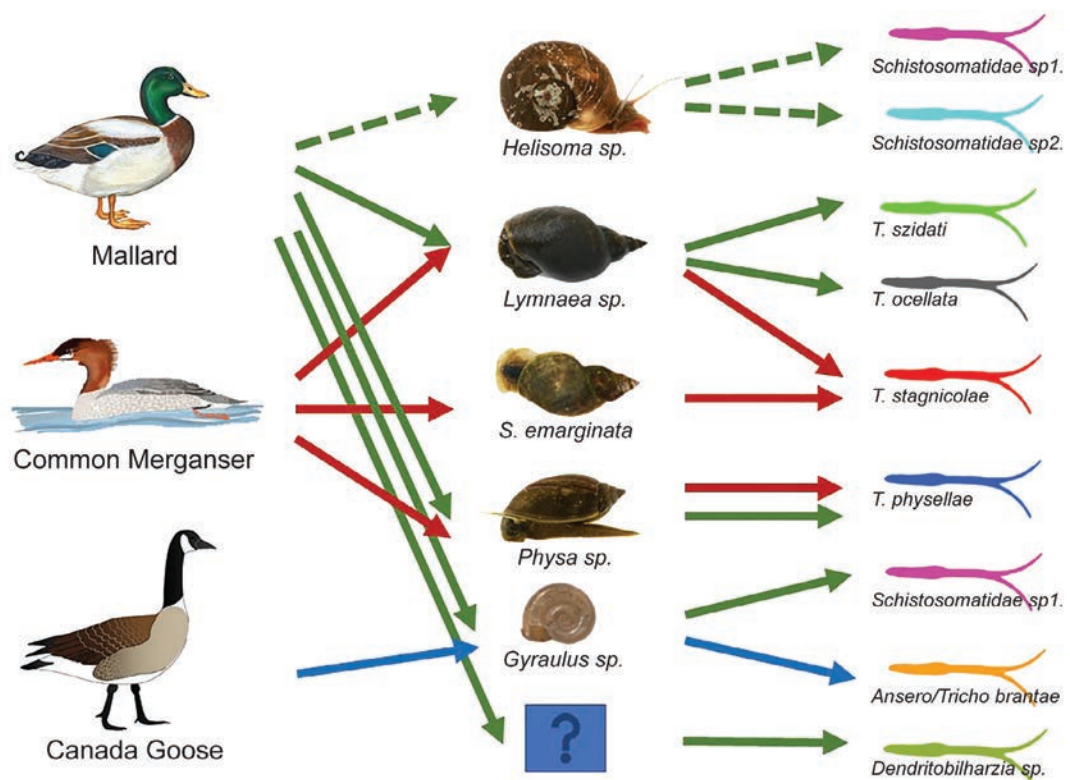 Mallard
Common Merganser
Canada Goose
Helisoma sp.
Lymnaea sp.
S. emarginata
Physa sp.
Gyraulus sp.
?
Schistosomatidae sp1.
Schistosomatidae sp2.
T. szidati
T. ocellata
T. stagnicolae
T. physellae
Schistosomatidae sp1.
Ansero/Tricho brantae
Dendritobilharzia sp.